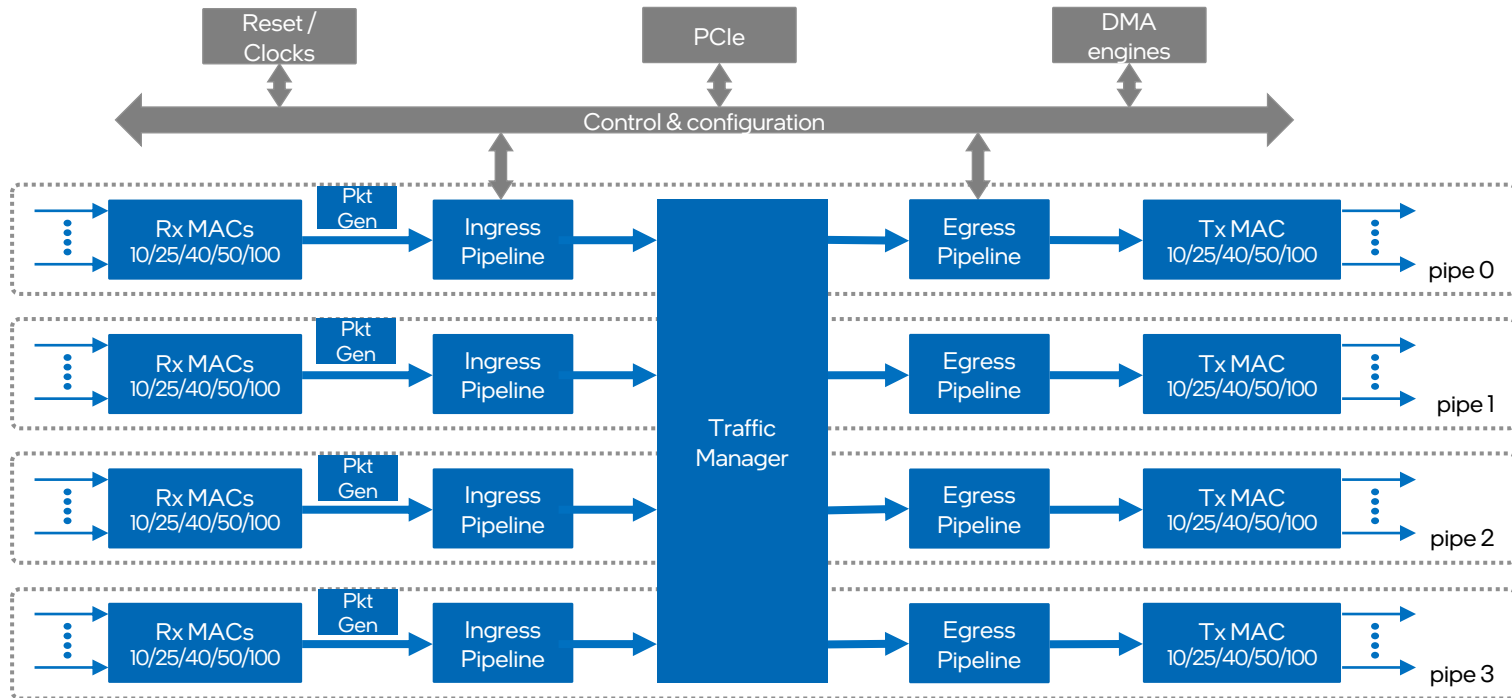 Reset /
Clocks
PCIe
DMA
engines
Control & configuration
Rx MACs
10/25/40/50/100
Pkt
Gen
Ingress
Pipeline
Egress
Pipeline
Tx MAC
10/25/40/50/100
pipe 0
Rx MACs
10/25/40/50/100
Pkt
Gen
Ingress
Pipeline
Egress
Pipeline
Tx MAC
10/25/40/50/100
pipe 1
Traffic
Manager
Rx MACs
10/25/40/50/100
Pkt
Gen
Ingress
Pipeline
Egress
Pipeline
Tx MAC
10/25/40/50/100
pipe 2
Rx MACs
10/25/40/50/100
Pkt
Gen
Ingress
Pipeline
Egress
Pipeline
Tx MAC
10/25/40/50/100
pipe 3